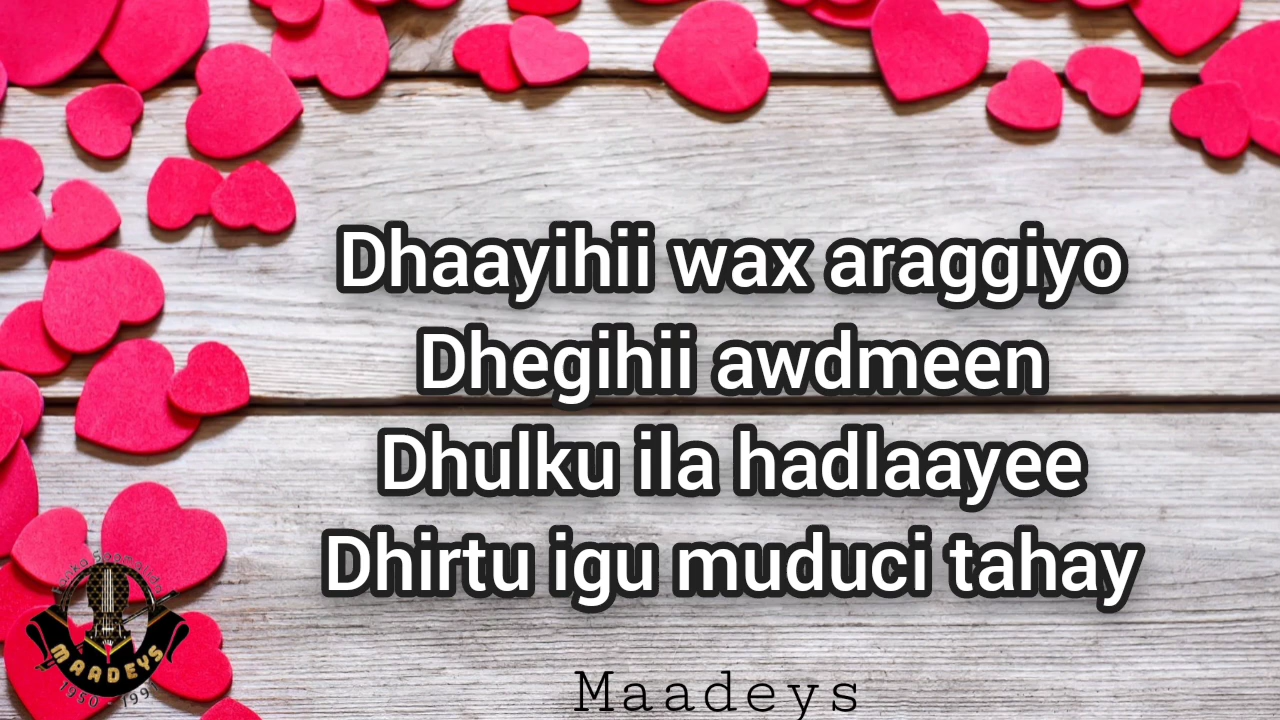 Dhaayihii wax araggiyo
Dhegihii awdmeen
Dhulku ila hadlaayee
Dhirtu igu muduci tahay
MAADEYS
Maadeys